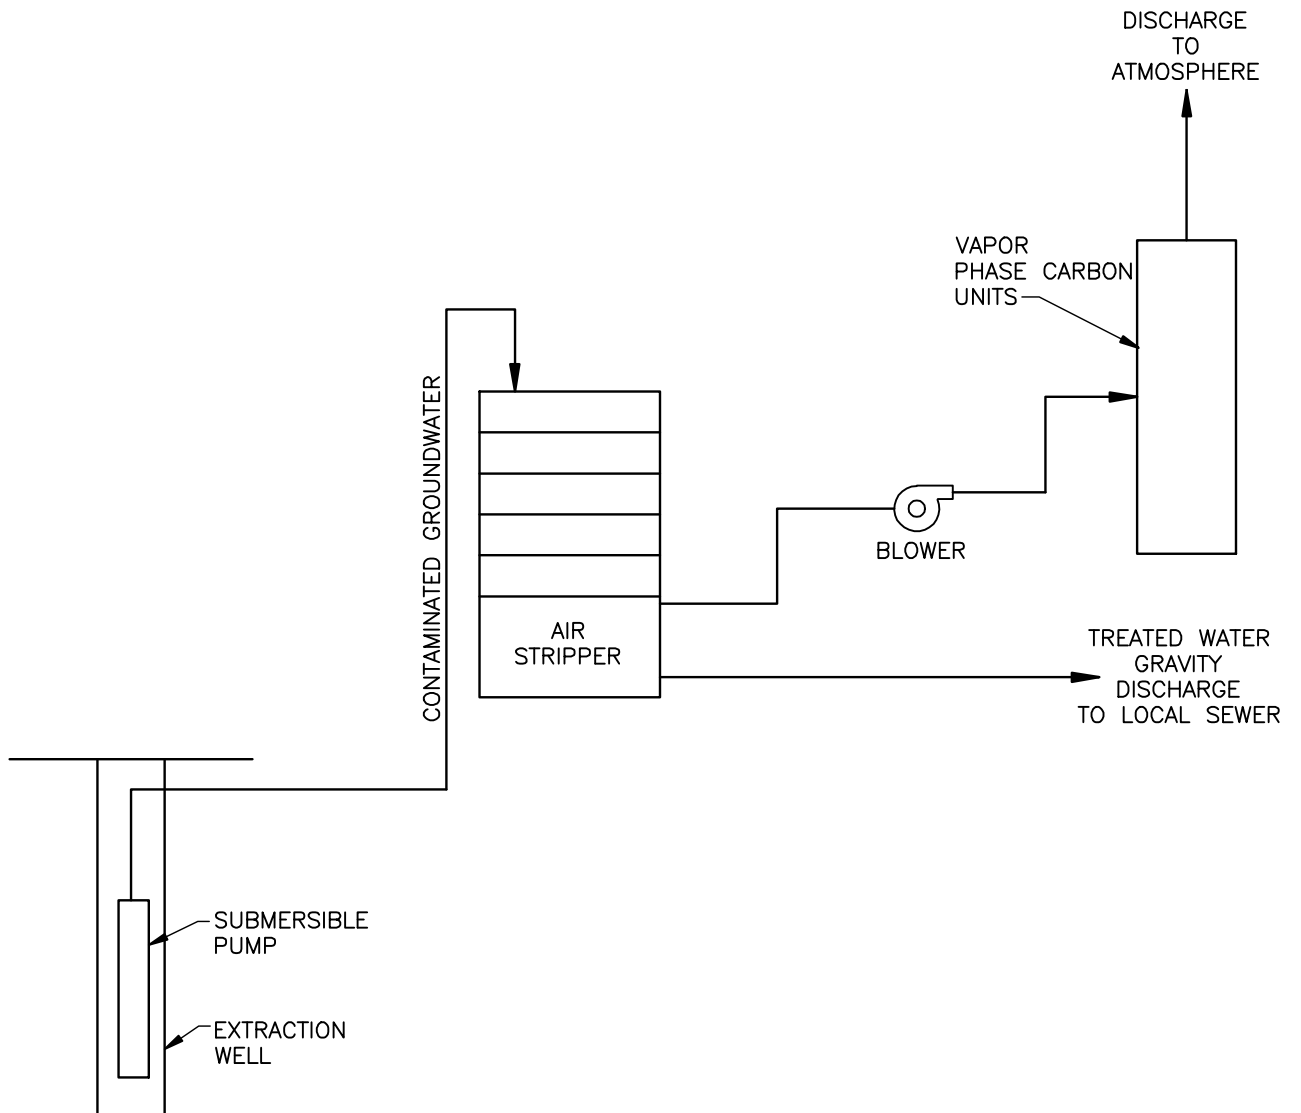 DISCHARGE
TO
ATMOSPHERE
VAPOR
PHASE CARBON
UNITS
CONTAMINATED GROUNDWATER
BLOWER
AIR
STRIPPER
TREATED WATER
GRAVITY
DISCHARGE
TO LOCAL SEWER
SUBMERSIBLE
PUMP
EXTRACTION
WELL